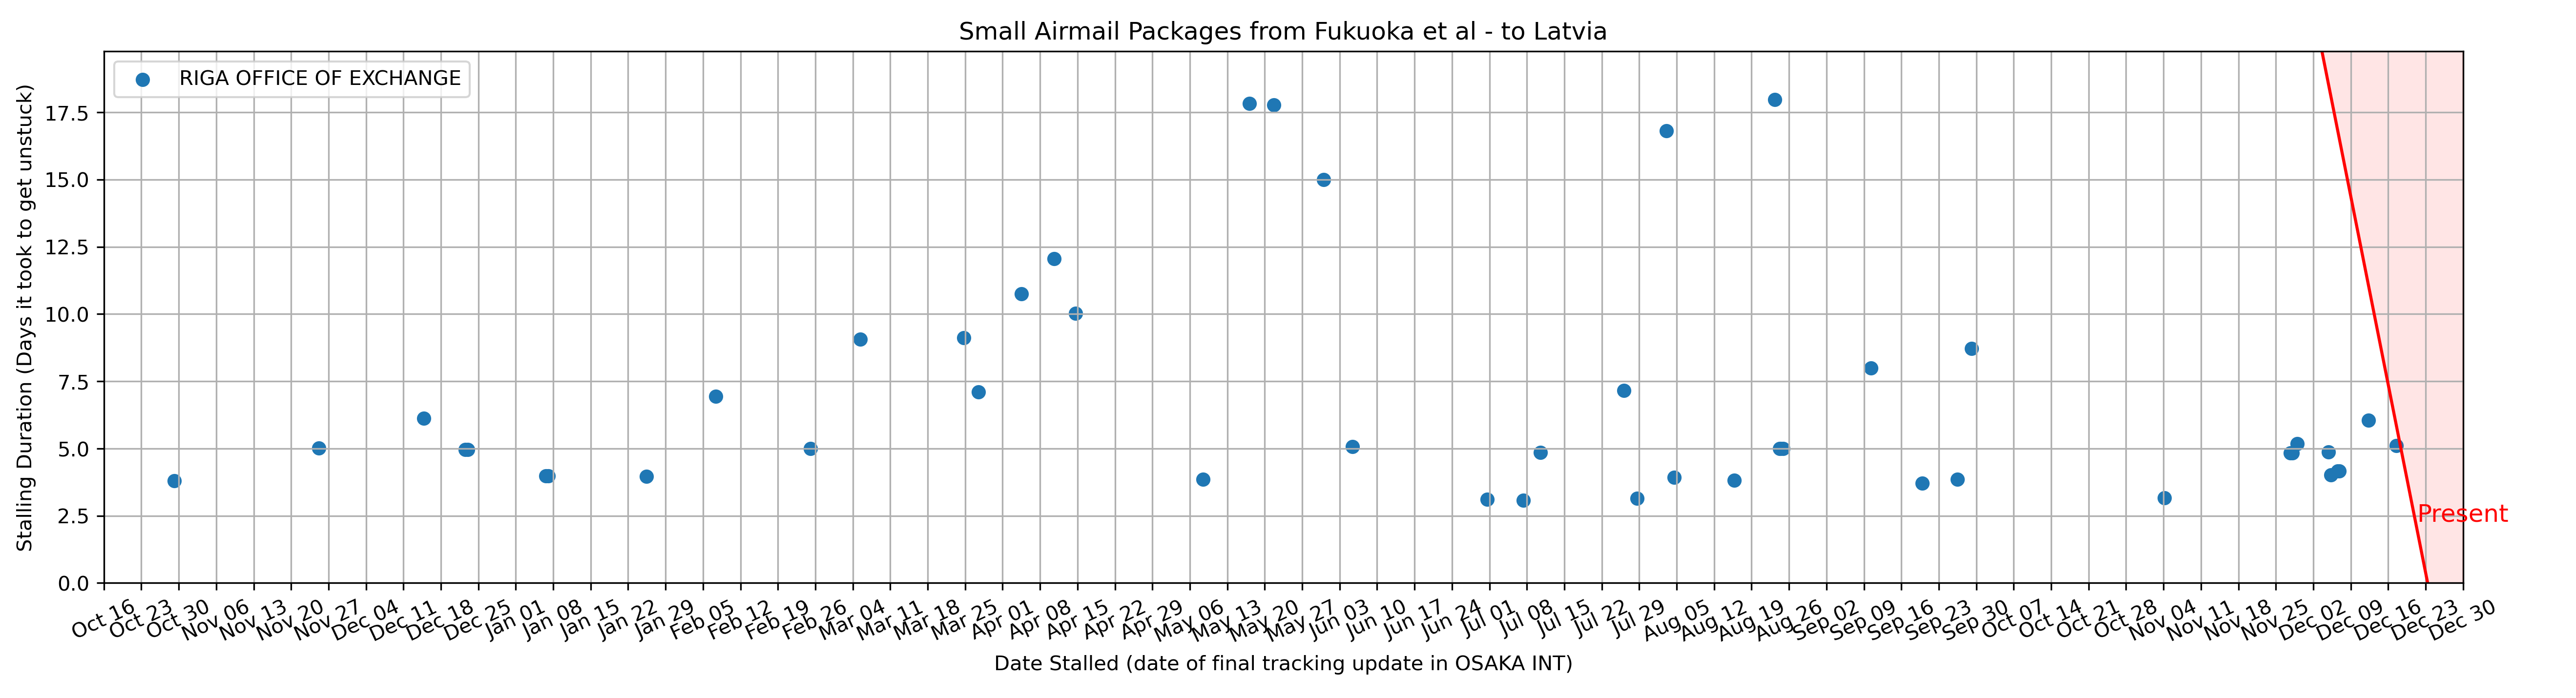 Small Airmail Packages from Fukuoka et al - to Latvia
RIGA OFFICE OF EXCHANGE
Stalling Duration (Days it took to get unstuck)
17.5
15.0
12.5
10.0
7.5
5.0
2.5
0.0
Present
Oct 16
Oct 23
Oct 30
Nov 06
Nov 13
Nov 20
Nov 27
Dec 04
Dec 11
Dec 18
Dec 25
Jan 01
Jan 08
Jan 15
Jan 22
Jan 29
Feb 05
Feb 12
Feb 19
Feb 26
Mar 04
Mar 11
Mar 18
Mar 25
Apr 01
Apr 08
Apr 15
Apr 22
Apr 29
May 06
May 13
May 20
May 27
Jun 03
Jun 10
Jun 17
Jun 24
Jul 01
Jul 08
Jul 15
Jul 22
Jul 29
Aug 05
Aug 12
Aug 19
Aug 26
Sep 02
Sep 09
Sep 16
Sep 23
Sep 30
Oct 07
Oct 14
Oct 21
Oct 28
Nov 04
Nov 11
Nov 18
Nov 25
Dec 02
Dec 09
Dec 16
Dec 23
Dec 30
Date Stalled (date of final tracking update in OSAKA INT)